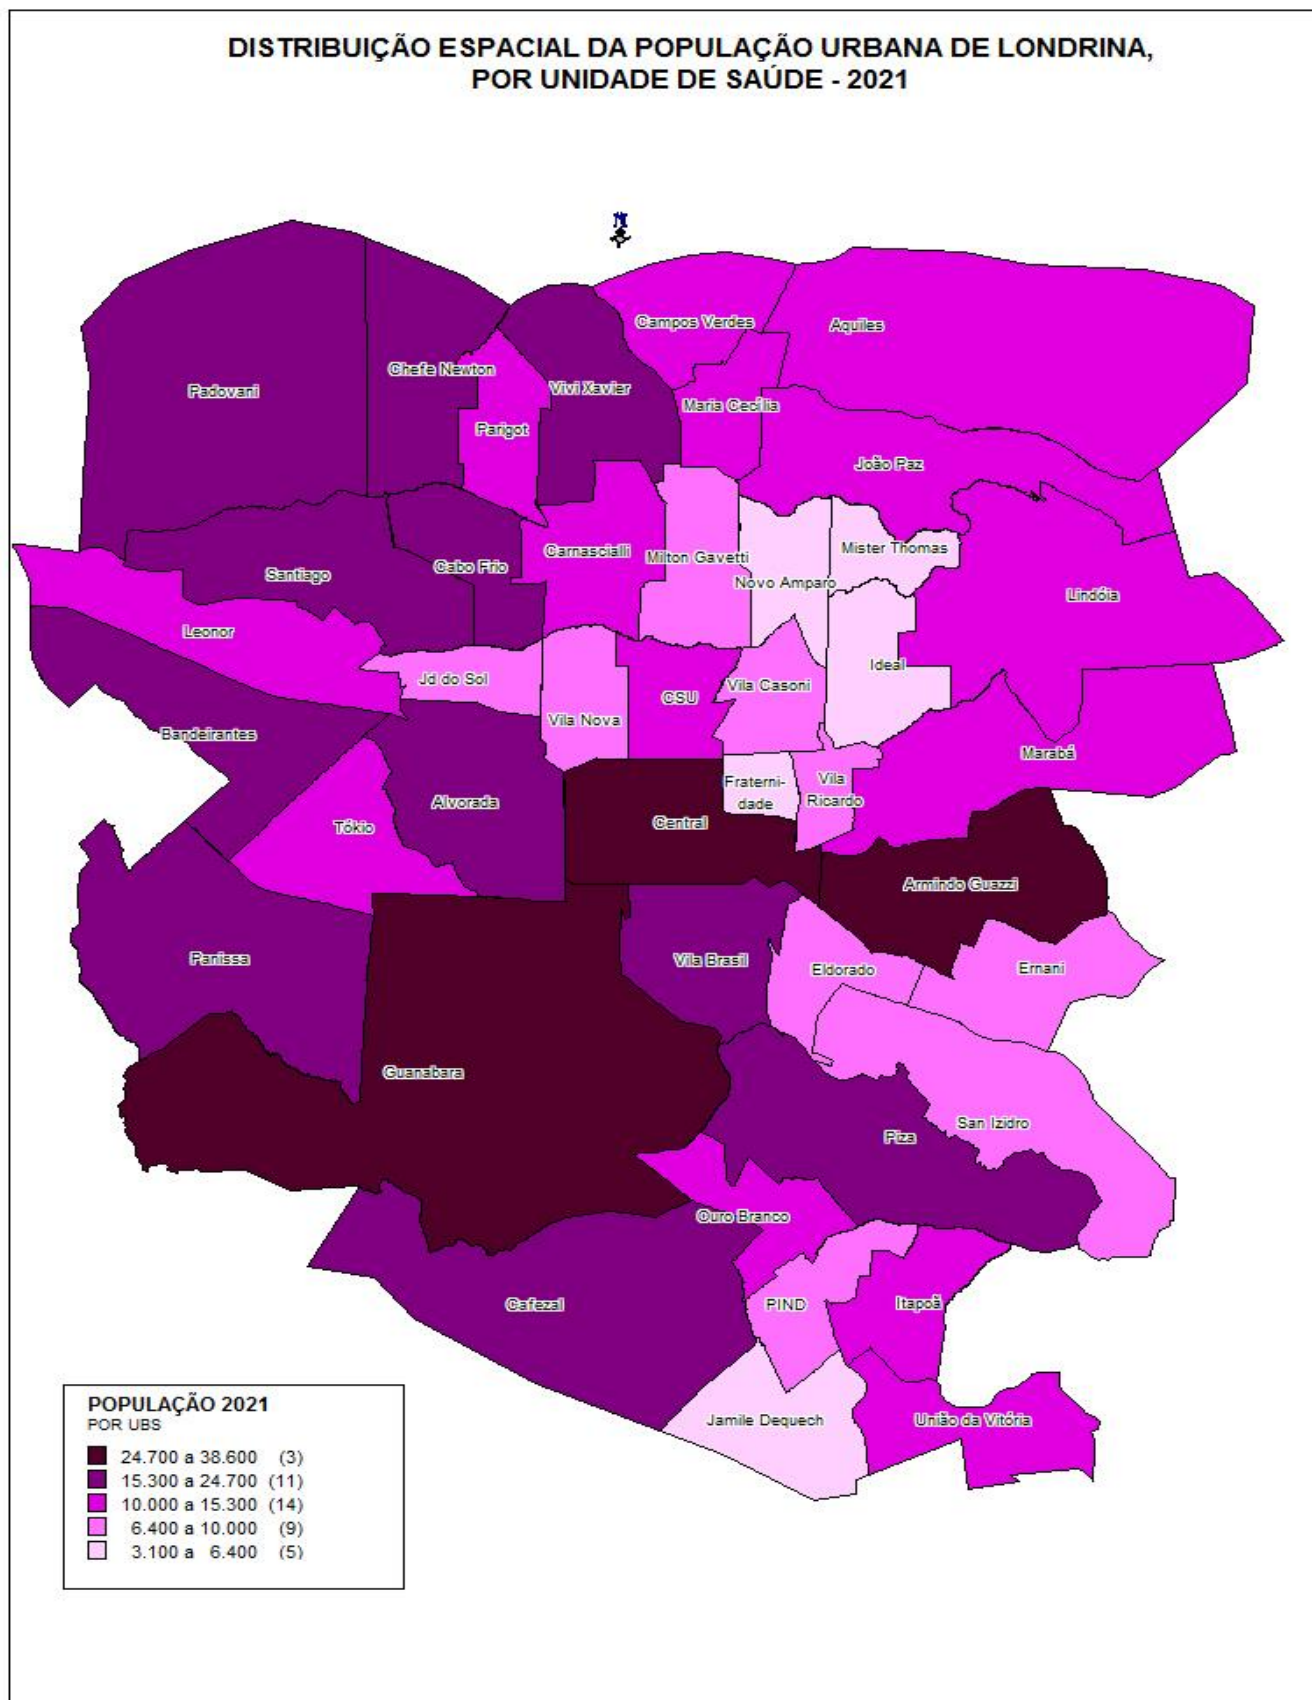 DISTRIBUIÇÃO ESPACIAL DA POPULAÇÃO URBANA DE LONDRINA,
POR UNIDADE DE SAÚDE - 2021
N
Campos Verdes
Aquiles
Chefe Newton
Padovani
Vivi Xavier
Maria Cecília
Parigot
João Paz
Carnascialli
Mister Thomas
Milton Gavetti
Cabo Frio
Santiago
Novo Amparo
Lindóia
Leonor
Ideal
Jd do Sol
Vila Casoni
CSU
Vila Nova
Bandeirantes
Marabá
Fraterni-
dade
Vila
Ricardo
Alvorada
Central
Tókio
Armindo Guazzi
Panissa
Vila Brasil
Eldorado
Ernani
Guanabara
San Izidro
Piza
Ouro Branco
Cafezal
PIND
Itapoã
Jamile Dequech
União da Vitória
POPULAÇÃO 2021
POR UBS
24.700 a 38.600 (3)
15.300 a 24.700 (11)
10.000 a 15.300 (14)
6.400 a 10.000 (9)
3.100 a 6.400 (5)